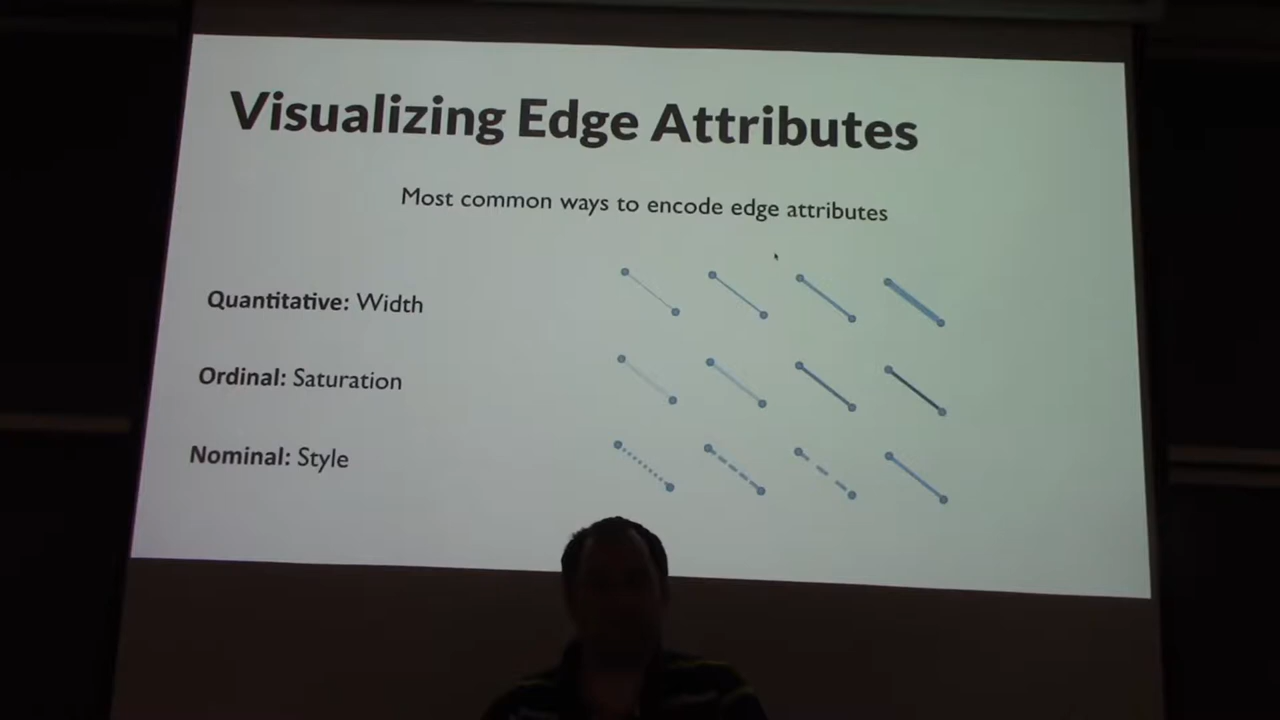 Visualizing Edge Attributes
Most common ways to encode edge attributes
Quantitative: Width
Ordinal: Saturation
Nominal: Style